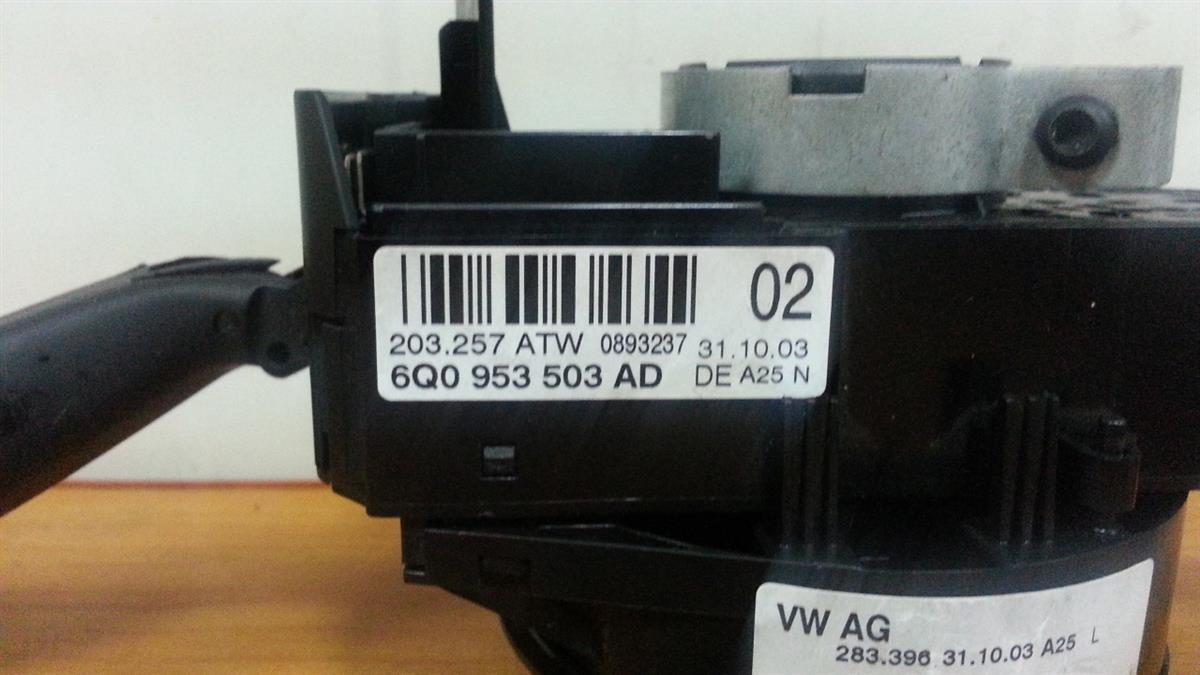 02
203.257 ATW 0893237 31.10.03
6Q0 953 503 AD DE A25 N
VW AG
283.396 31.10.03 A25 L